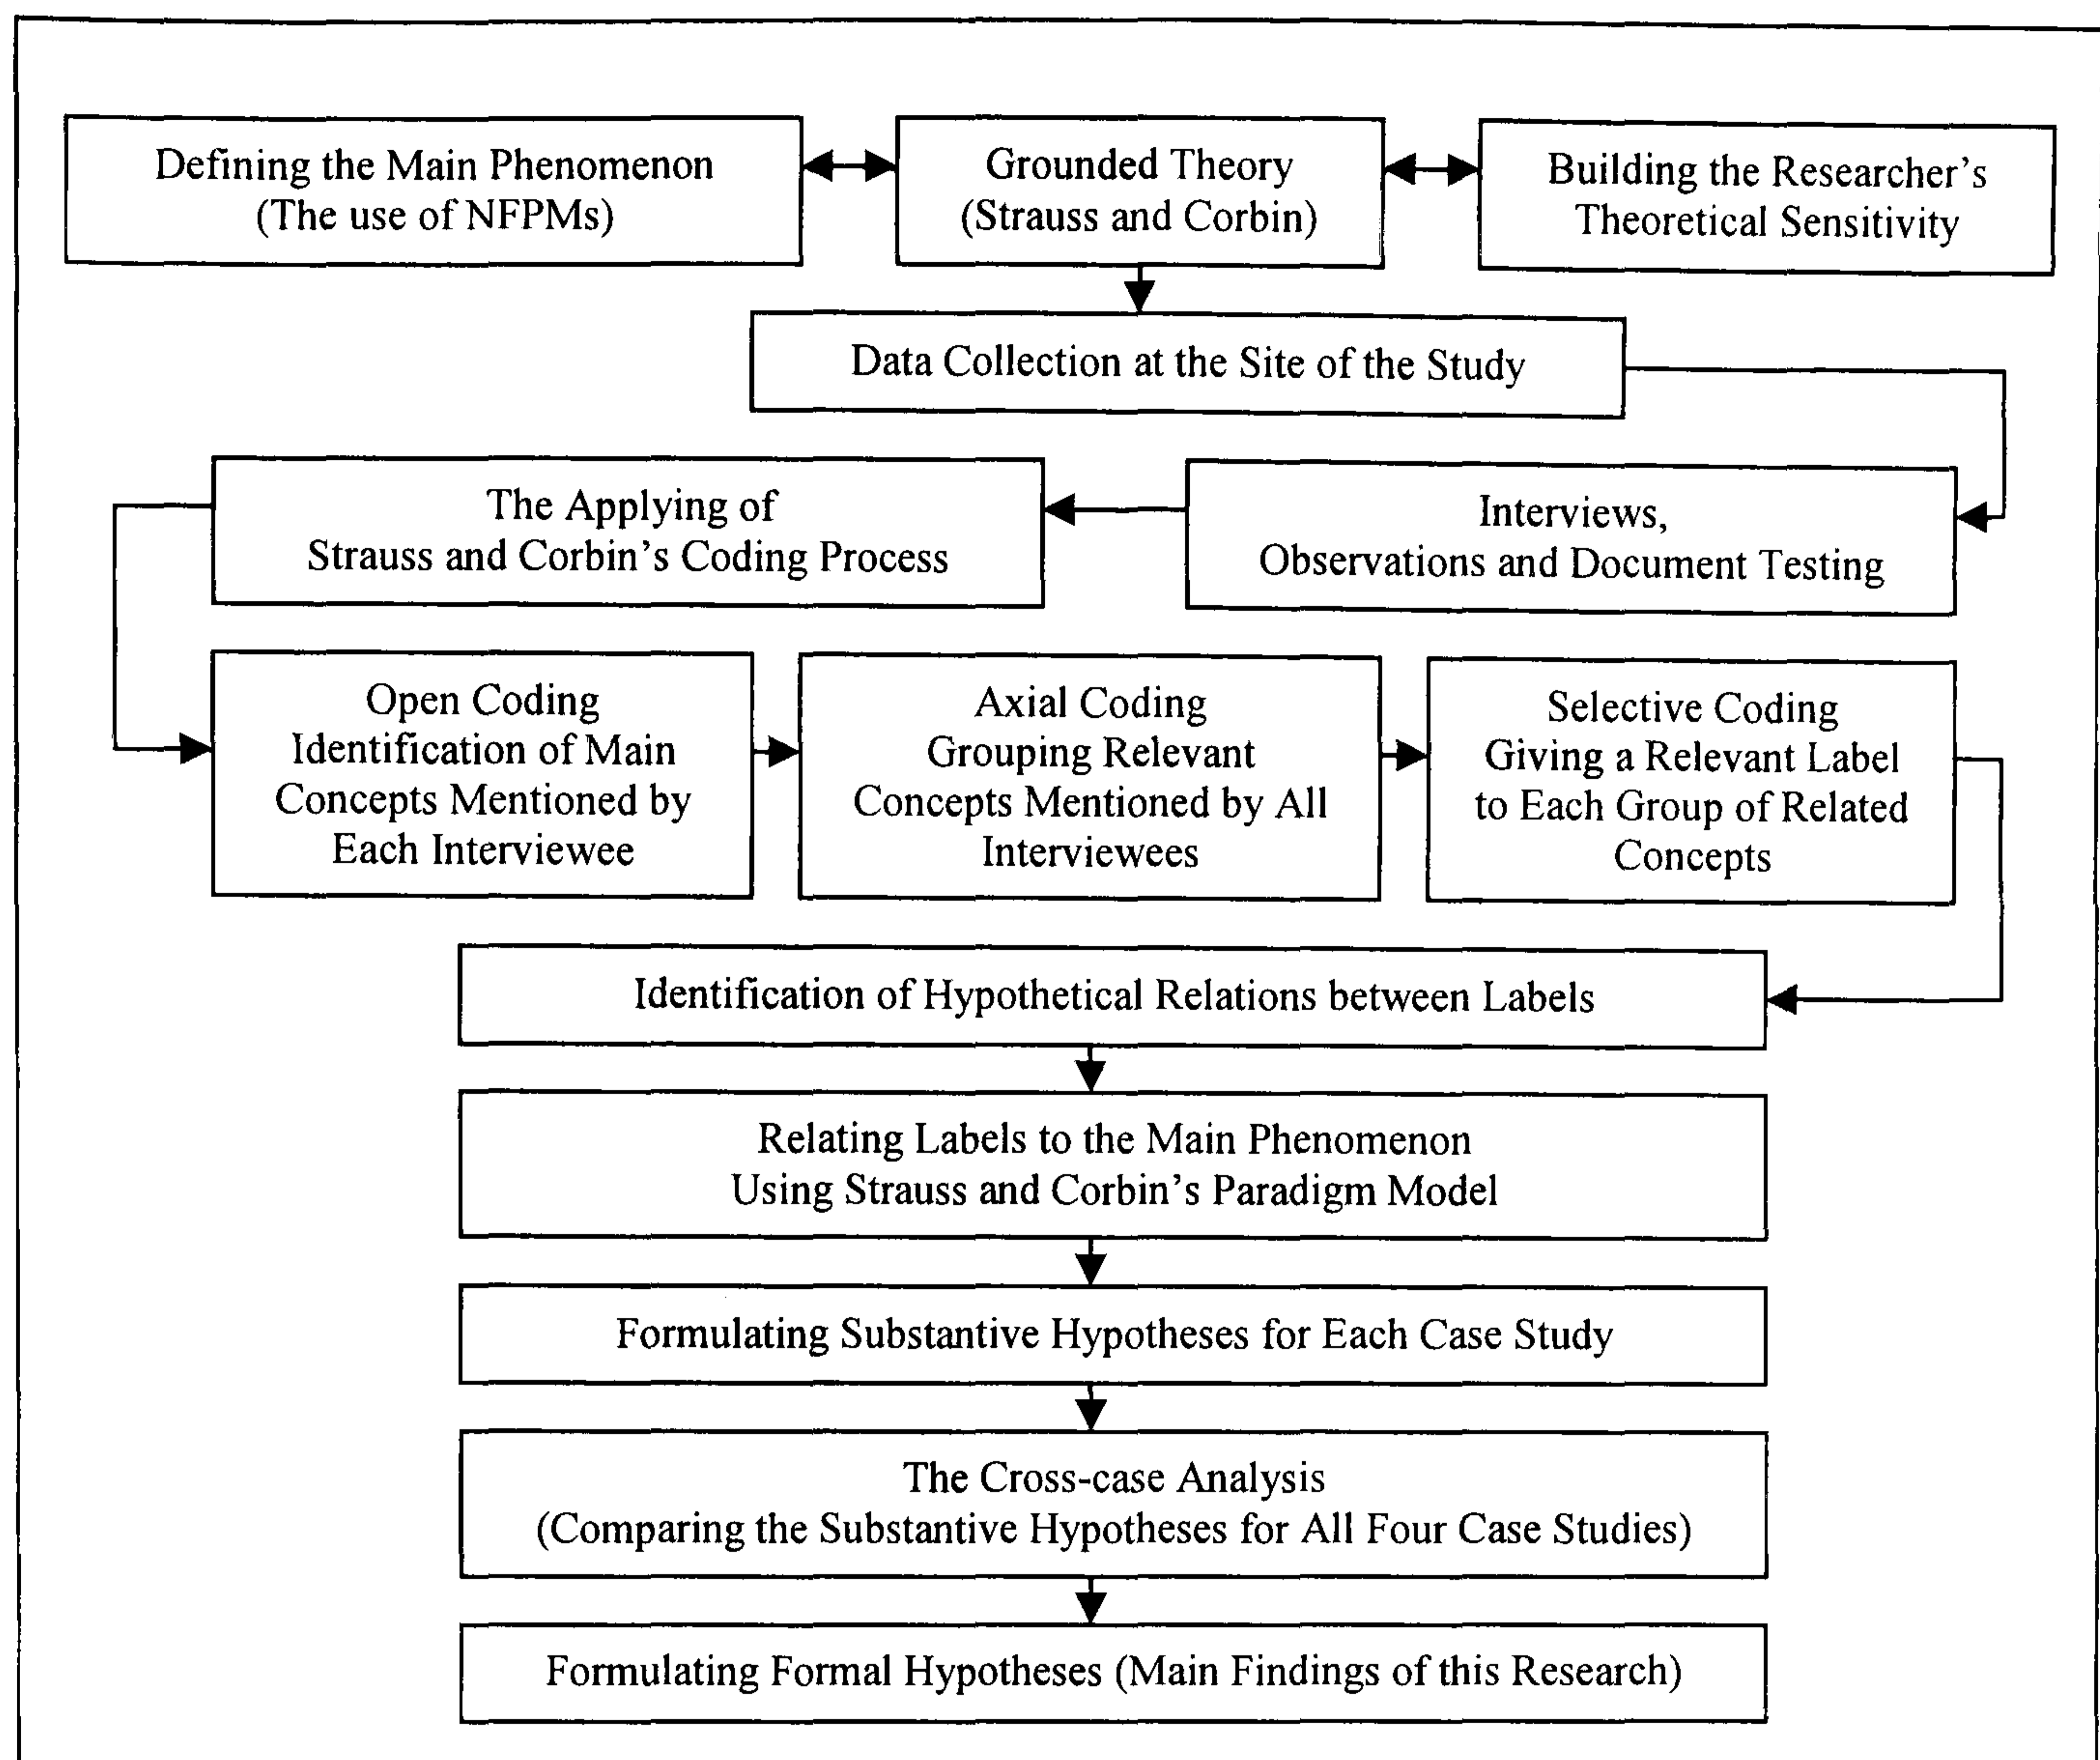 Defining the Main Phenomenon
(The use of NFPMs)
Grounded Theory
(Strauss and Corbin)
Building the Researcher's
Theoretical Sensitivity
Data Collection at the Site of the Study
Interviews,
Observations and Document Testing
The Applying of
Strauss and Corbin's Coding Process
Open Coding
Identification of Main
Concepts Mentioned by
Each Interviewee
Axial Coding
Grouping Relevant
Concepts Mentioned by All
Interviewees
Selective Coding
Giving a Relevant Label
to Each Group of Related
Concepts
Identification of Hypothetical Relations between Labels
Relating Labels to the Main Phenomenon
Using Strauss and Corbin's Paradigm Model
Formulating Substantive Hypotheses for Each Case Study
The Cross-case Analysis
(Comparing the Substantive Hypotheses for All Four Case Studies)
Formulating Formal Hypotheses (Main Findings of this Research)